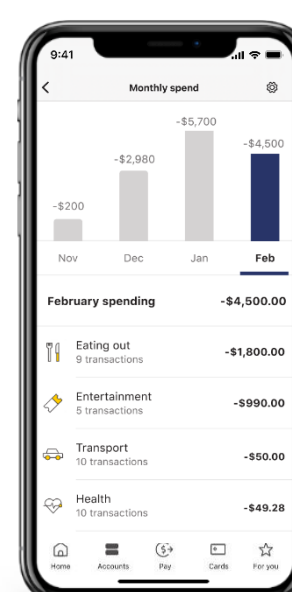 9:41
Monthly spend
-$5,700
-$4,500
-$2,980
-$200
Nov Dec Jan Feb
February spending -$4,500.00
Eating out
9 transactions
-$1,800.00
Entertainment
5 transactions
-$990.00
Transport
10 transactions
-$50.00
Health
10 transactions
-$49.28
Home Accounts Pay Cards For you